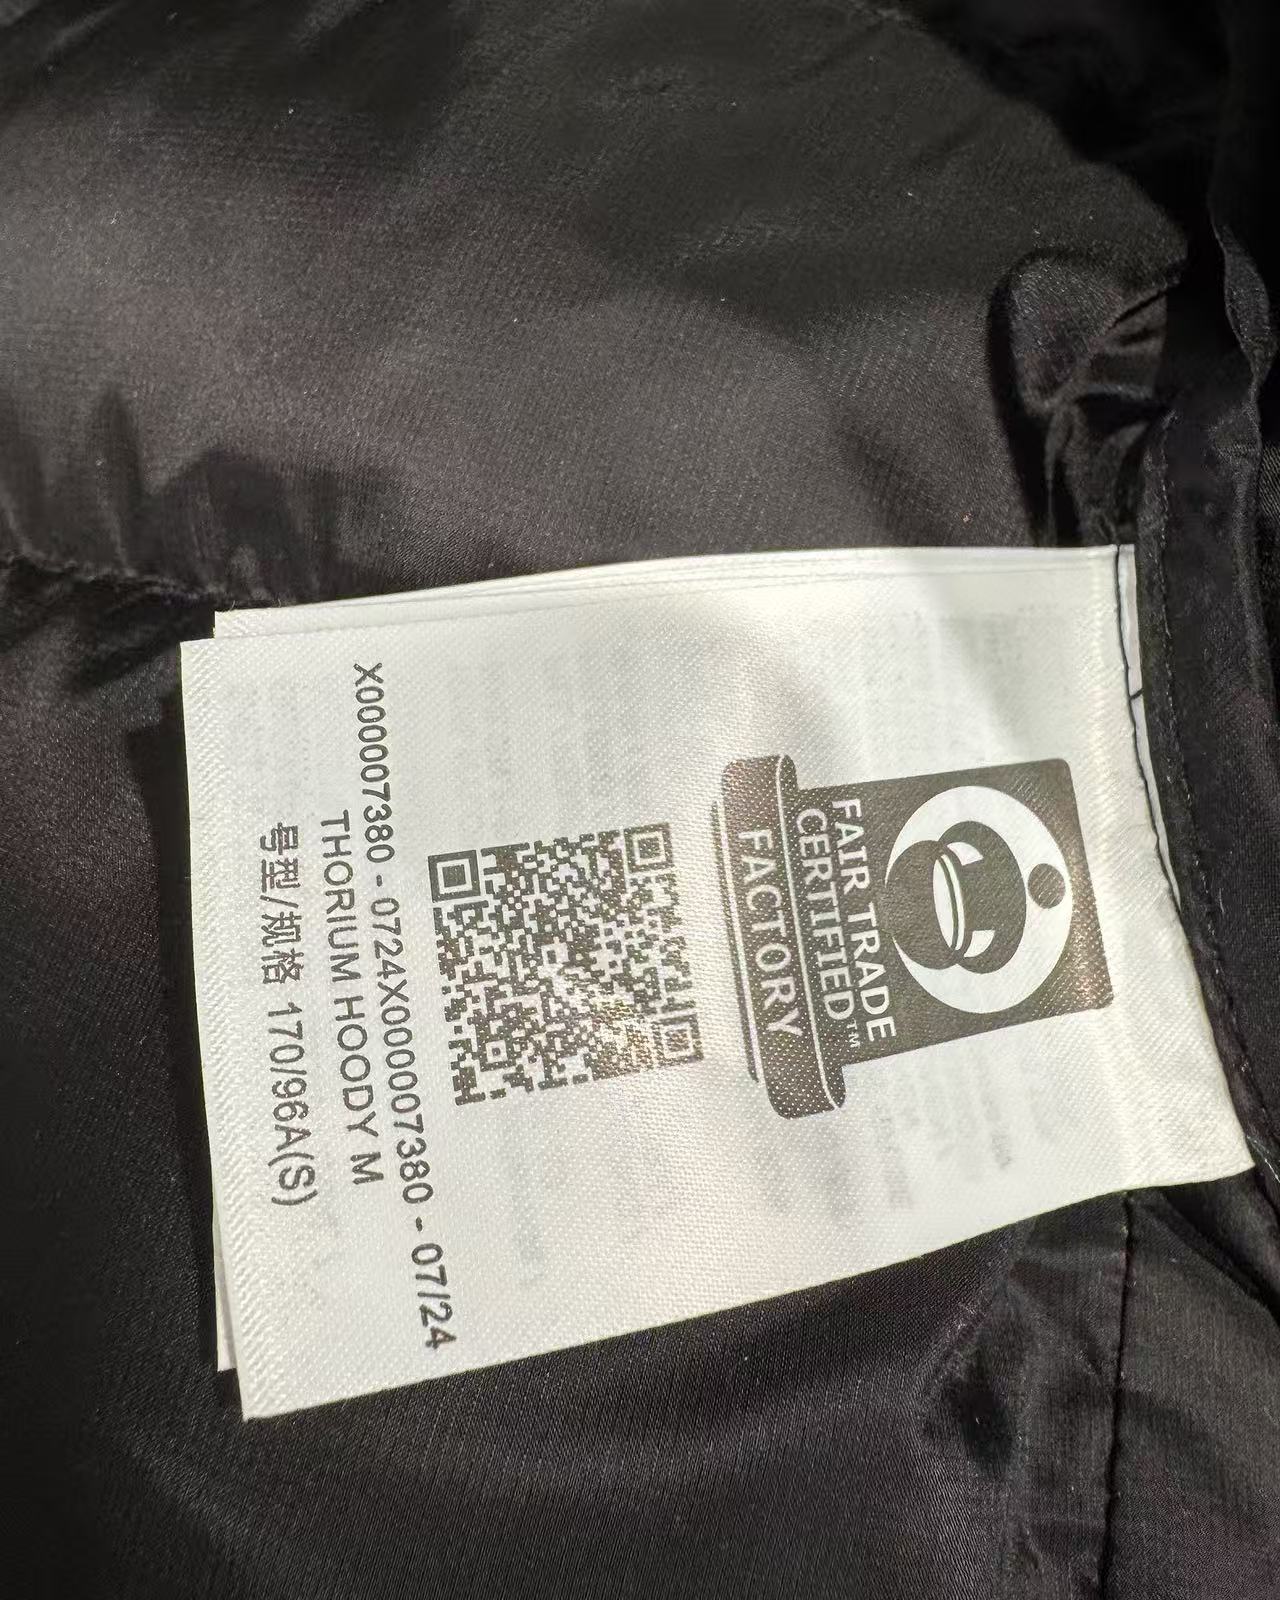 FAIR TRADE
CERTIFIED™
FACTORY
X000007380 - 0724X000007380 - 07/24
THORIUM HOODY M
号型/规格 170/96A(S)